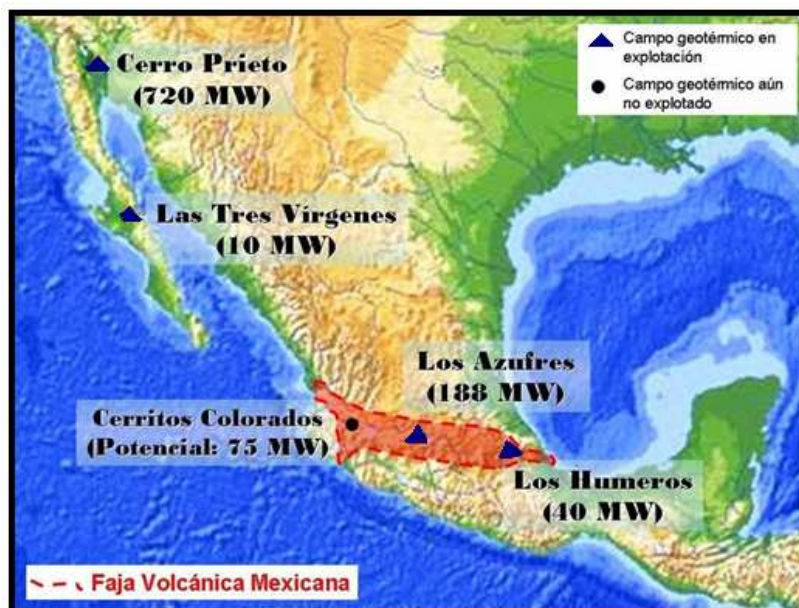 Cerro Prieto
(720 MW)
Campo geotérmico en
explotación
Campo geotérmico aún
no explotado
Las Tres Vírgenes
(10 MW)
Los Azufres
(188 MW)
Cerritos Colorados
(Potencial: 75 MW)
Los Humeros
(40 MW)
Faja Volcánica Mexicana